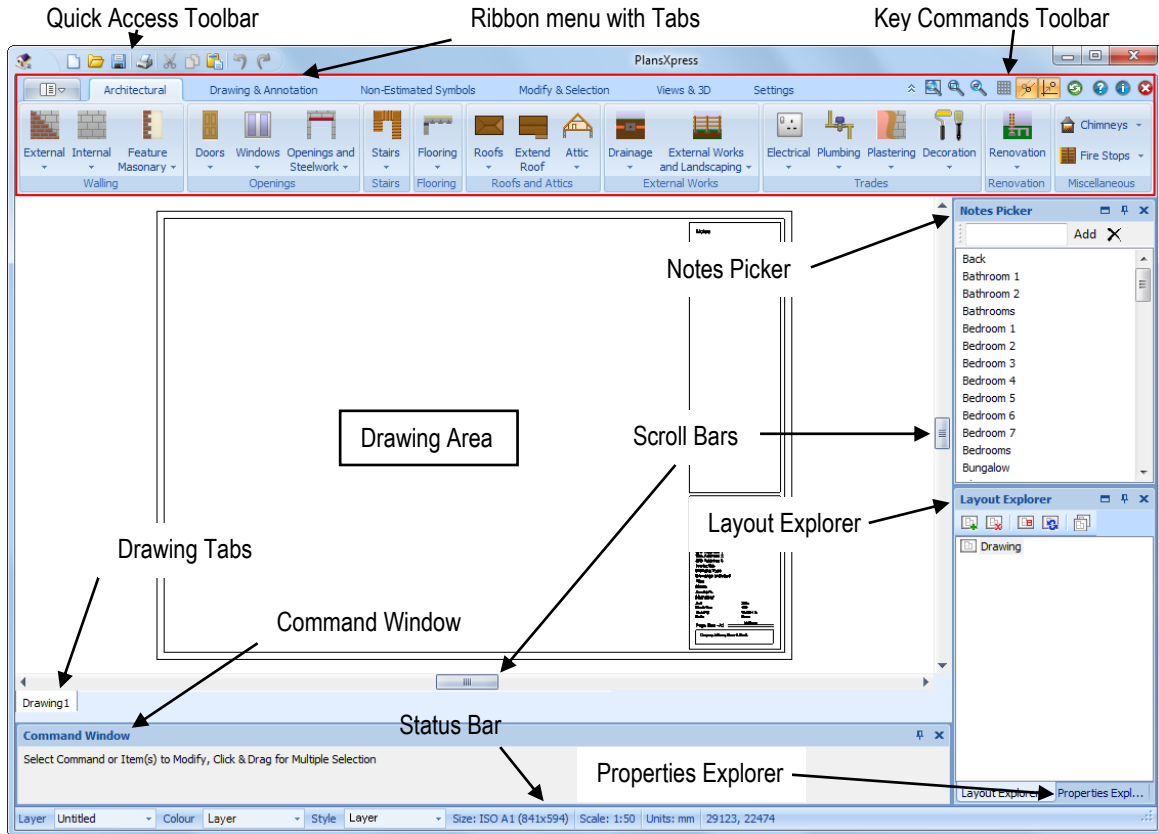 Quick Access Toolbar
Ribbon menu with Tabs
Key Commands Toolbar
PlansXpress
Architectural
Drawing & Annotation
Non-Estimated Symbols
Modify & Selection
Views & 3D
Settings
External
Internal
Feature
Masonary
Walling
Doors
Windows
Openings and
Steelwork
Openings
Stairs
Stairs
Flooring
Flooring
Roofs
Extend
Roof
Attic
Roofs and Attics
Drainage
External Works
and Landscaping
External Works
Electrical
Plumbing
Plastering
Decoration
Trades
Renovation
Renovation
Chimneys
Fire Stops
Miscellaneous
Notes
Notes Picker
Notes Picker
Add
Back
Bathroom 1
Bathroom 2
Bathrooms
Bedroom 1
Bedroom 2
Bedroom 3
Bedroom 4
Bedroom 5
Bedroom 6
Bedroom 7
Bedrooms
Bungalow
Drawing Area
Scroll Bars
Layout Explorer
Layout Explorer
Drawing
Drawing Tabs
Command Window
Drawing1
Command Window
Status Bar
Select Command or Item(s) to Modify, Click & Drag for Multiple Selection
Properties Explorer
Layout Explorer
Properties Expl...
Layer
Untitled
Colour
Layer
Style
Layer
Size: ISO A1 (841x594)
Scale: 1:50
Units: mm
29123, 22474